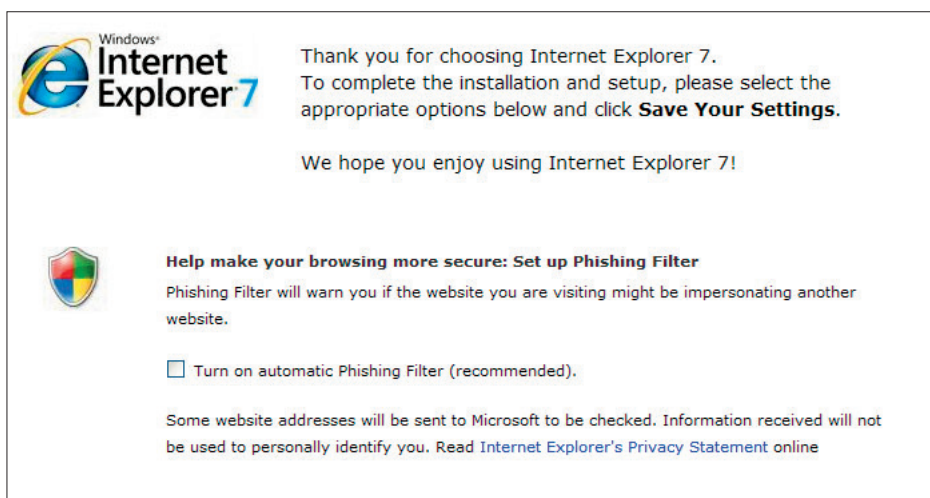 Windows®
Internet
Explorer 7
Thank you for choosing Internet Explorer 7.
To complete the installation and setup, please select the
appropriate options below and click Save Your Settings.
We hope you enjoy using Internet Explorer 7!
Help make your browsing more secure: Set up Phishing Filter
Phishing Filter will warn you if the website you are visiting might be impersonating another
website.
Turn on automatic Phishing Filter (recommended).
Some website addresses will be sent to Microsoft to be checked. Information received will not
be used to personally identify you. Read Internet Explorer's Privacy Statement online